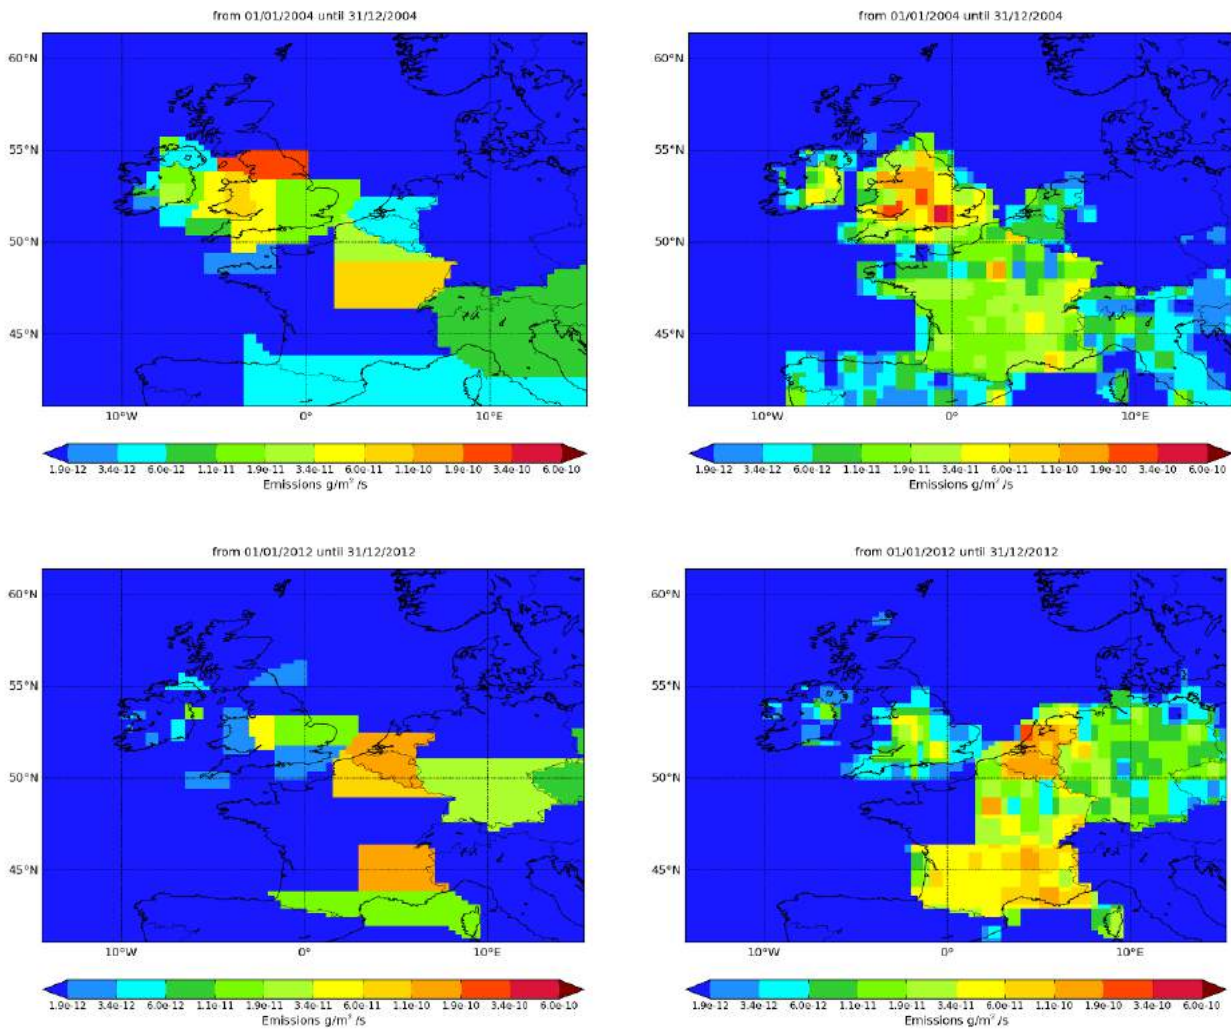 from 01/01/2004 until 31/12/2004
60°N
55°N
50°N
45°N
10°W 0° 10°E
1.9e-12 3.4e-12 6.0e-12 1.1e-11 1.9e-11 3.4e-11 6.0e-11 1.1e-10 1.9e-10 3.4e-10 6.0e-10
Emissions g/m² /s
from 01/01/2004 until 31/12/2004
60°N
55°N
50°N
45°N
10°W 0° 10°E
1.9e-12 3.4e-12 6.0e-12 1.1e-11 1.9e-11 3.4e-11 6.0e-11 1.1e-10 1.9e-10 3.4e-10 6.0e-10
Emissions g/m² /s
from 01/01/2012 until 31/12/2012
60°N
55°N
50°N
45°N
10°W 0° 10°E
1.9e-12 3.4e-12 6.0e-12 1.1e-11 1.9e-11 3.4e-11 6.0e-11 1.1e-10 1.9e-10 3.4e-10 6.0e-10
Emissions g/m² /s
from 01/01/2012 until 31/12/2012
60°N
55°N
50°N
45°N
10°W 0° 10°E
1.9e-12 3.4e-12 6.0e-12 1.1e-11 1.9e-11 3.4e-11 6.0e-11 1.1e-10 1.9e-10 3.4e-10 6.0e-10
Emissions g/m² /s